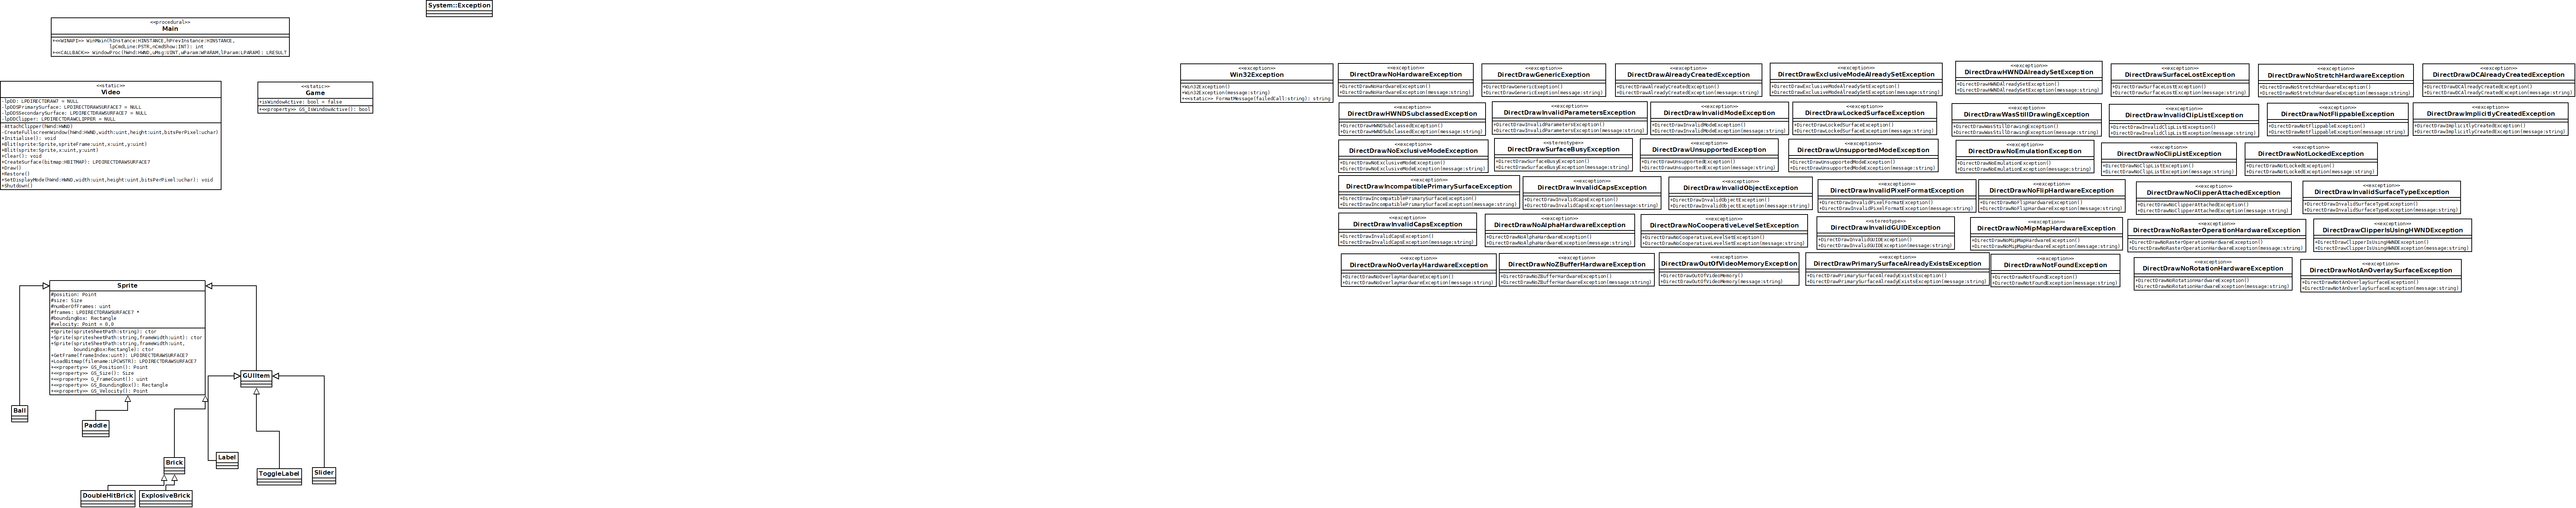 System::Exception
<<procedural>>
Main
+<<WINAPI>> WinMain(hInstance:HINSTANCE,hPrevInstance:HINSTANCE,
lpCmdLine:PSTR,nCmdShow:INT): int
+<<CALLBACK>> WindowProc(hWnd:HWND,uMsg:UINT,wParam:WPARAM,lParam:LPARAM): LRESULT
<<static>>
Video
-lpDD: LPDIRECTDRAW7 = NULL
-lpDDSPrimarySurface: LPDIRECTDRAWSURFACE7 = NULL
-lpDDSSecondarySurface: LPDIRECTDRAWSURFACE7 = NULL
-lpDDClipper: LPDIRECTDRAWCLIPPER = NULL
-AttachClipper(hWnd:HWND)
-CreateFullscreenWindow(hWnd:HWND,width:uint,height:uint,bitsPerPixel:uchar)
+Initialise(): void
+Blit(sprite:Sprite,spriteFrame:uint,x:uint,y:uint)
+Blit(sprite:Sprite,x:uint,y:uint)
+Clear(): void
+CreateSurface(bitmap:HBITMAP): LPDIRECTDRAWSURFACE7
+Draw()
+Restore()
+SetDisplayMode(hWnd:HWND,width:uint,height:uint,bitsPerPixel:uchar): void
+Shutdown()
<<static>>
Game
+isWindowActive: bool = false
+<<property>> GS_IsWindowActive(): bool
Sprite
#position: Point
#size: Size
#numberOfFrames: uint
#frames: LPDIRECTDRAWSURFACE7 *
#boundingBox: Rectangle
#velocity: Point = 0,0
+Sprite(spriteSheetPath:string): ctor
+Sprite(spriteSheetPath:string,frameWidth:uint): ctor
+Sprite(spriteSheetPath:string,frameWidth:uint,
boundingBox:Rectangle): ctor
+GetFrame(frameIndex:uint): LPDIRECTDRAWSURFACE7
+LoadBitmap(filename:LPCWSTR): LPDIRECTDRAWSURFACE7
+<<property>> GS_Position(): Point
+<<property>> GS_Size(): Size
+<<property>> G_FrameCount(): uint
+<<property>> GS_BoundingBox(): Rectangle
+<<property>> GS_Velocity(): Point
GUIItem
Ball
Paddle
Brick
Label
ToggleLabel
Slider
DoubleHitBrick
ExplosiveBrick
<<exception>>
Win32Exception
+Win32Exception()
+Win32Exception(message:string)
+<<static>> FormatMessage(failedCall:string): string
<<exception>>
DirectDrawNoHardwareException
+DirectDrawNoHardwareException()
+DirectDrawNoHardwareException(message:string)
<<exception>>
DirectDrawGenericExeption
+DirectDrawGenericExeption()
+DirectDrawGenericExeption(message:string)
<<exception>>
DirectDrawAlreadyCreatedException
+DirectDrawAlreadyCreatedException()
+DirectDrawAlreadyCreatedException(message:string)
<<exception>>
DirectDrawExclusiveModeAlreadySetException
+DirectDrawExclusiveModeAlreadySetException()
+DirectDrawExclusiveModeAlreadySetException(message:string)
<<exception>>
DirectDrawHWNDAlreadySetException
+DirectDrawHWNDAlreadySetException()
+DirectDrawHWNDAlreadySetException(message:string)
<<exception>>
DirectDrawSurfaceLostException
+DirectDrawSurfaceLostException()
+DirectDrawSurfaceLostException(message:string)
<<exception>>
DirectDrawNoStretchHardwareException
+DirectDrawNoStretchHardwareException()
+DirectDrawNoStretchHardwareException(message:string)
<<exception>>
DirectDrawDCAlreadyCreatedException
+DirectDrawDCAlreadyCreatedException()
+DirectDrawDCAlreadyCreatedException(message:string)
<<exception>>
DirectDrawHWNDSubclassedException
+DirectDrawHWNDSubclassedException()
+DirectDrawHWNDSubclassedException(message:string)
<<exception>>
DirectDrawInvalidParametersException
+DirectDrawInvalidParametersException()
+DirectDrawInvalidParametersException(message:string)
<<exception>>
DirectDrawInvalidModeException
+DirectDrawInvalidModeException()
+DirectDrawInvalidModeException(message:string)
<<exception>>
DirectDrawLockedSurfaceException
+DirectDrawLockedSurfaceException()
+DirectDrawLockedSurfaceException(message:string)
<<exception>>
DirectDrawWasStillDrawingException
+DirectDrawWasStillDrawingException()
+DirectDrawWasStillDrawingException(message:string)
<<exception>>
DirectDrawInvalidClipListException
+DirectDrawInvalidClipListException()
+DirectDrawInvalidClipListException(message:string)
<<exception>>
DirectDrawNotFlippableException
+DirectDrawNotFlippableException()
+DirectDrawNotFlippableException(message:string)
<<exception>>
DirectDrawImplicitlyCreatedException
+DirectDrawImplicitlyCreatedException()
+DirectDrawImplicitlyCreatedException(message:string)
<<exception>>
DirectDrawNoExclusiveModeException
+DirectDrawNoExclusiveModeException()
+DirectDrawNoExclusiveModeException(message:string)
<<stereotype>>
DirectDrawSurfaceBusyException
+DirectDrawSurfaceBusyException()
+DirectDrawSurfaceBusyException(message:string)
<<exception>>
DirectDrawUnsupportedException
+DirectDrawUnsupportedException()
+DirectDrawUnsupportedException(message:string)
<<exception>>
DirectDrawUnsupportedModeException
+DirectDrawUnsupportedModeException()
+DirectDrawUnsupportedModeException(message:string)
<<exception>>
DirectDrawNoEmulationException
+DirectDrawNoEmulationException()
+DirectDrawNoEmulationException(message:string)
<<exception>>
DirectDrawNoClipListException
+DirectDrawNoClipListException()
+DirectDrawNoClipListException(message:string)
<<exception>>
DirectDrawNotLockedException
+DirectDrawNotLockedException()
+DirectDrawNotLockedException(message:string)
<<exception>>
DirectDrawIncompatiblePrimarySurfaceException
+DirectDrawIncompatiblePrimarySurfaceException()
+DirectDrawIncompatiblePrimarySurfaceException(message:string)
<<exception>>
DirectDrawInvalidCapsException
+DirectDrawInvalidCapsException()
+DirectDrawInvalidCapsException(message:string)
<<exception>>
DirectDrawInvalidObjectException
+DirectDrawInvalidObjectException()
+DirectDrawInvalidObjectException(message:string)
<<exception>>
DirectDrawInvalidPixelFormatException
+DirectDrawInvalidPixelFormatException()
+DirectDrawInvalidPixelFormatException(message:string)
<<exception>>
DirectDrawNoFlipHardwareException
+DirectDrawNoFlipHardwareException()
+DirectDrawNoFlipHardwareException(message:string)
<<exception>>
DirectDrawNoClipperAttachedException
+DirectDrawNoClipperAttachedException()
+DirectDrawNoClipperAttachedException(message:string)
<<exception>>
DirectDrawInvalidSurfaceTypeException
+DirectDrawInvalidSurfaceTypeException()
+DirectDrawInvalidSurfaceTypeException(message:string)
<<exception>>
DirectDrawInvalidCapsException
+DirectDrawInvalidCapsException()
+DirectDrawInvalidCapsException(message:string)
<<exception>>
DirectDrawNoAlphaHardwareException
+DirectDrawNoAlphaHardwareException()
+DirectDrawNoAlphaHardwareException(message:string)
<<exception>>
DirectDrawNoCooperativeLevelSetException
+DirectDrawNoCooperativeLevelSetException()
+DirectDrawNoCooperativeLevelSetException(message:string)
<<stereotype>>
DirectDrawInvalidGUIDException
+DirectDrawInvalidGUIDException()
+DirectDrawInvalidGUIDException(message:string)
<<exception>>
DirectDrawNoMipMapHardwareException
+DirectDrawNoMipMapHardwareException()
+DirectDrawNoMipMapHardwareException(message:string)
<<exception>>
DirectDrawNoRasterOperationHardwareException
+DirectDrawNoRasterOperationHardwareException()
+DirectDrawNoRasterOperationHardwareException(message:string)
<<exception>>
DirectDrawClipperIsUsingHWNDException
+DirectDrawClipperIsUsingHWNDException()
+DirectDrawClipperIsUsingHWNDException(message:string)
<<exception>>
DirectDrawNoOverlayHardwareException
+DirectDrawNoOverlayHardwareException()
+DirectDrawNoOverlayHardwareException(message:string)
<<exception>>
DirectDrawNoZBufferHardwareException
+DirectDrawNoZBufferHardwareException()
+DirectDrawNoZBufferHardwareException(message:string)
<<exception>>
DirectDrawOutOfVideoMemoryException
+DirectDrawOutOfVideoMemory()
+DirectDrawOutOfVideoMemory(message:string)
<<exception>>
DirectDrawPrimarySurfaceAlreadyExistsException
+DirectDrawPrimarySurfaceAlreadyExistsException()
+DirectDrawPrimarySurfaceAlreadyExistsException(message:string)
<<exception>>
DirectDrawNotFoundException
+DirectDrawNotFoundException()
+DirectDrawNotFoundException(message:string)
<<exception>>
DirectDrawNoRotationHardwareException
+DirectDrawNoRotationHardwareException()
+DirectDrawNoRotationHardwareException(message:string)
<<exception>>
DirectDrawNotAnOverlaySurfaceException
+DirectDrawNotAnOverlaySurfaceException()
+DirectDrawNotAnOverlaySurfaceException(message:string)